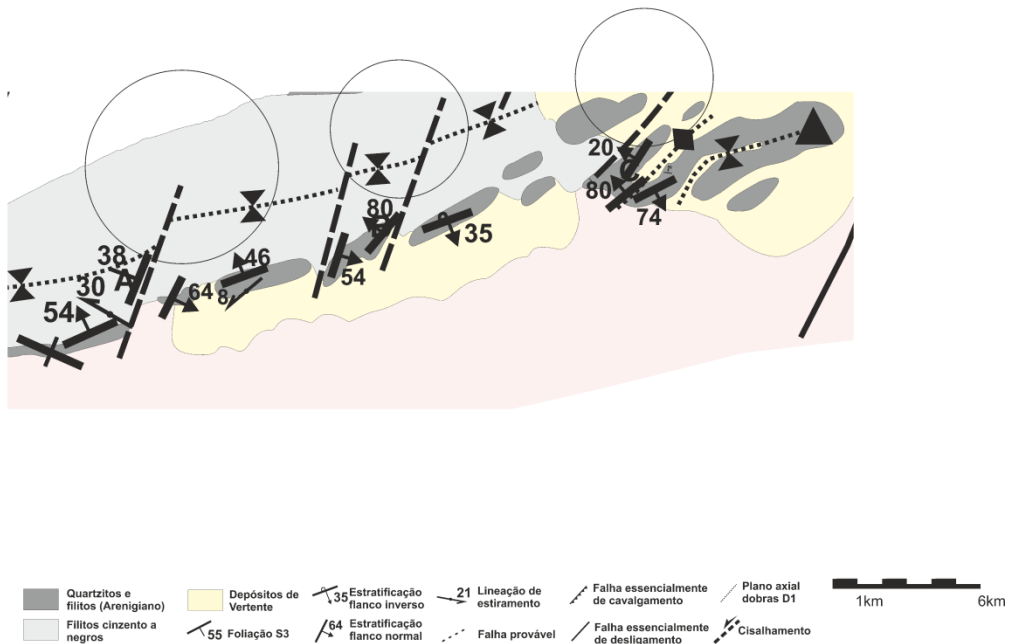 20
80
C
74
80
B
35
54
38
A
46
30
64
8
54
Quartzitos e
filitos (Arenigiano)
Filitos cinzento a
negros
Depósitos de
Vertente
55 Foliação S3
35 Estratificação
flanco inverso
64 Estratificação
flanco normal
21 Lineação de
estiramento
Falha provável
Falha essencialmente
de cavalgamento
Falha essencialmente
de desligamento
Plano axial
dobras D1
Cisalhamento
1km 6km